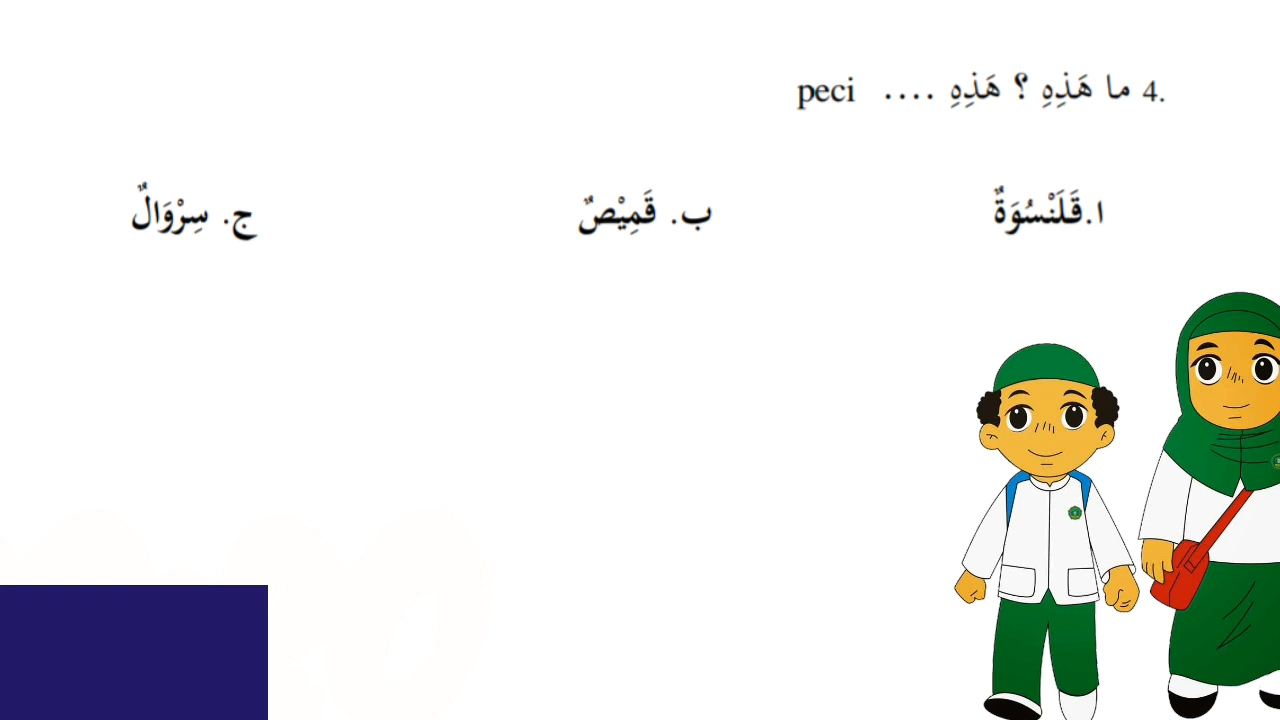 4. ما هَذِهِ ؟ هَذِهِ .... peci
ا.قَلَنْسُوَةٌ ب. قَمِيْصٌ ج. سِرْوَالٌ